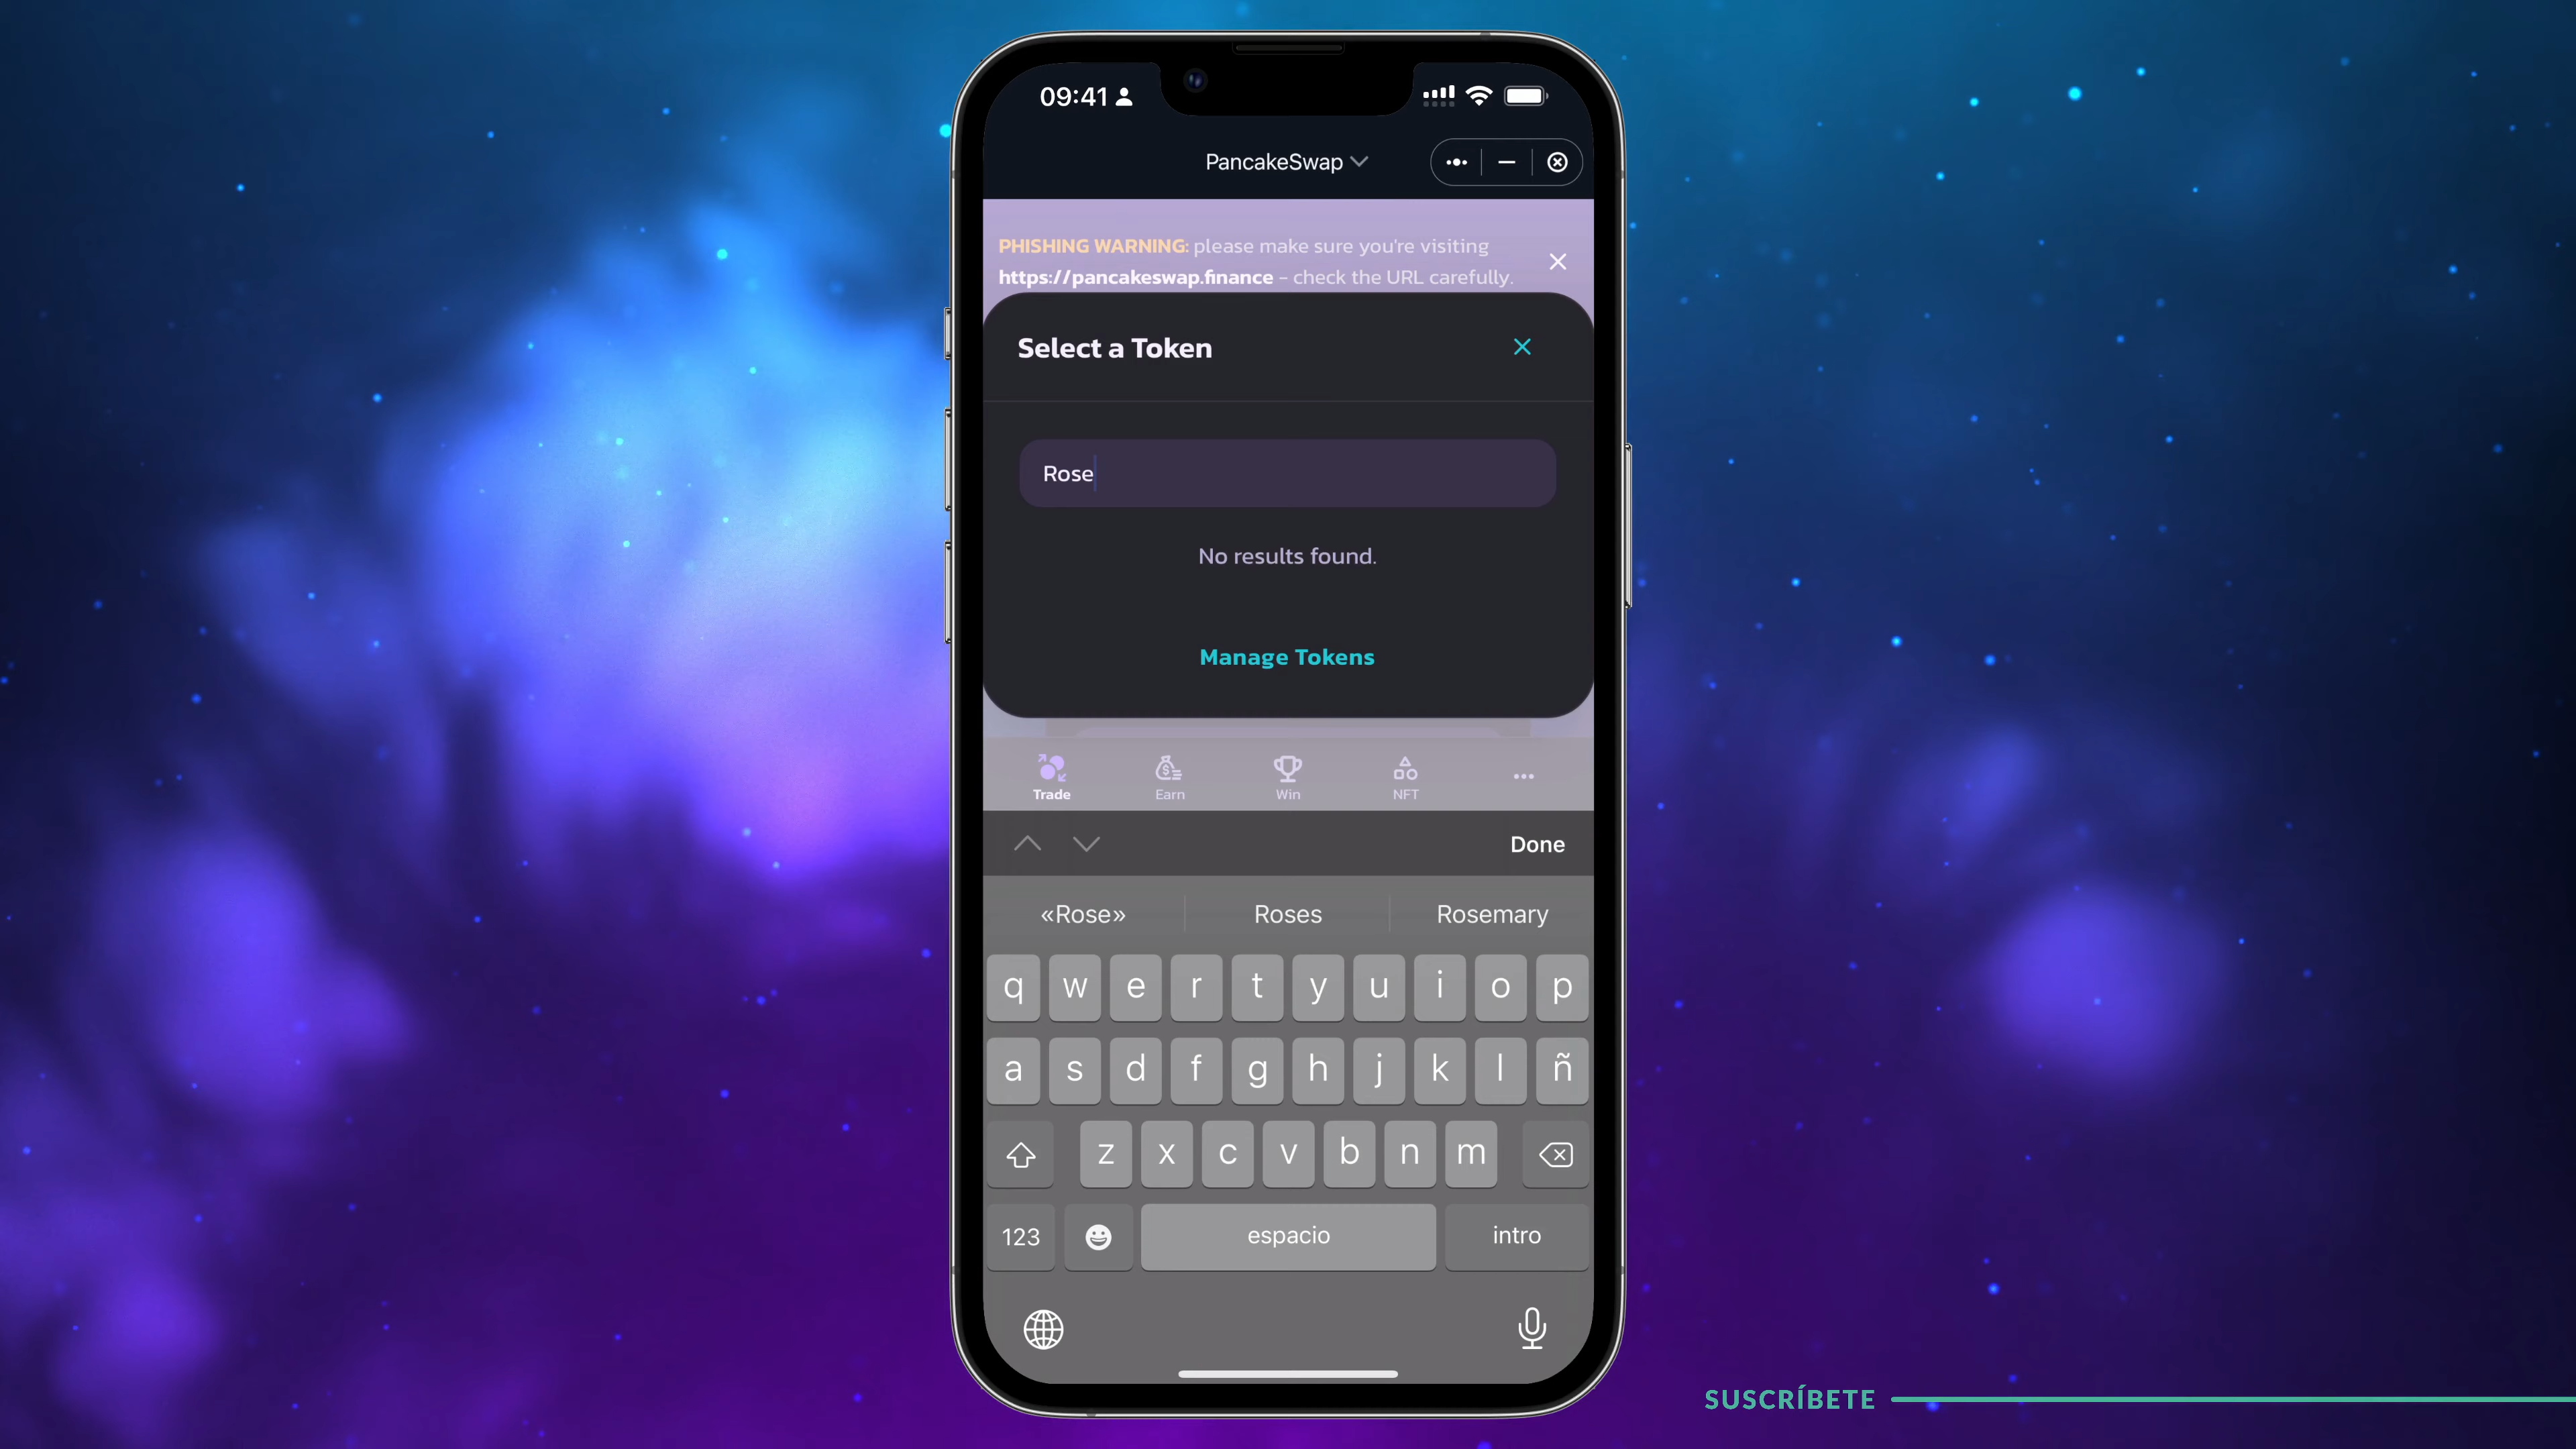 09:41
PancakeSwap
PHISHING WARNING: please make sure you're visiting
https://pancakeswap.finance - check the URL carefully.
Select a Token
Rose
No results found.
Manage Tokens
Trade Earn Win NFT
Done
«Rose» Roses Rosemary
q w e r t y u i o p
a s d f g h j k l ñ
z x c v b n m
123 espacio intro
SUSCRÍBETE